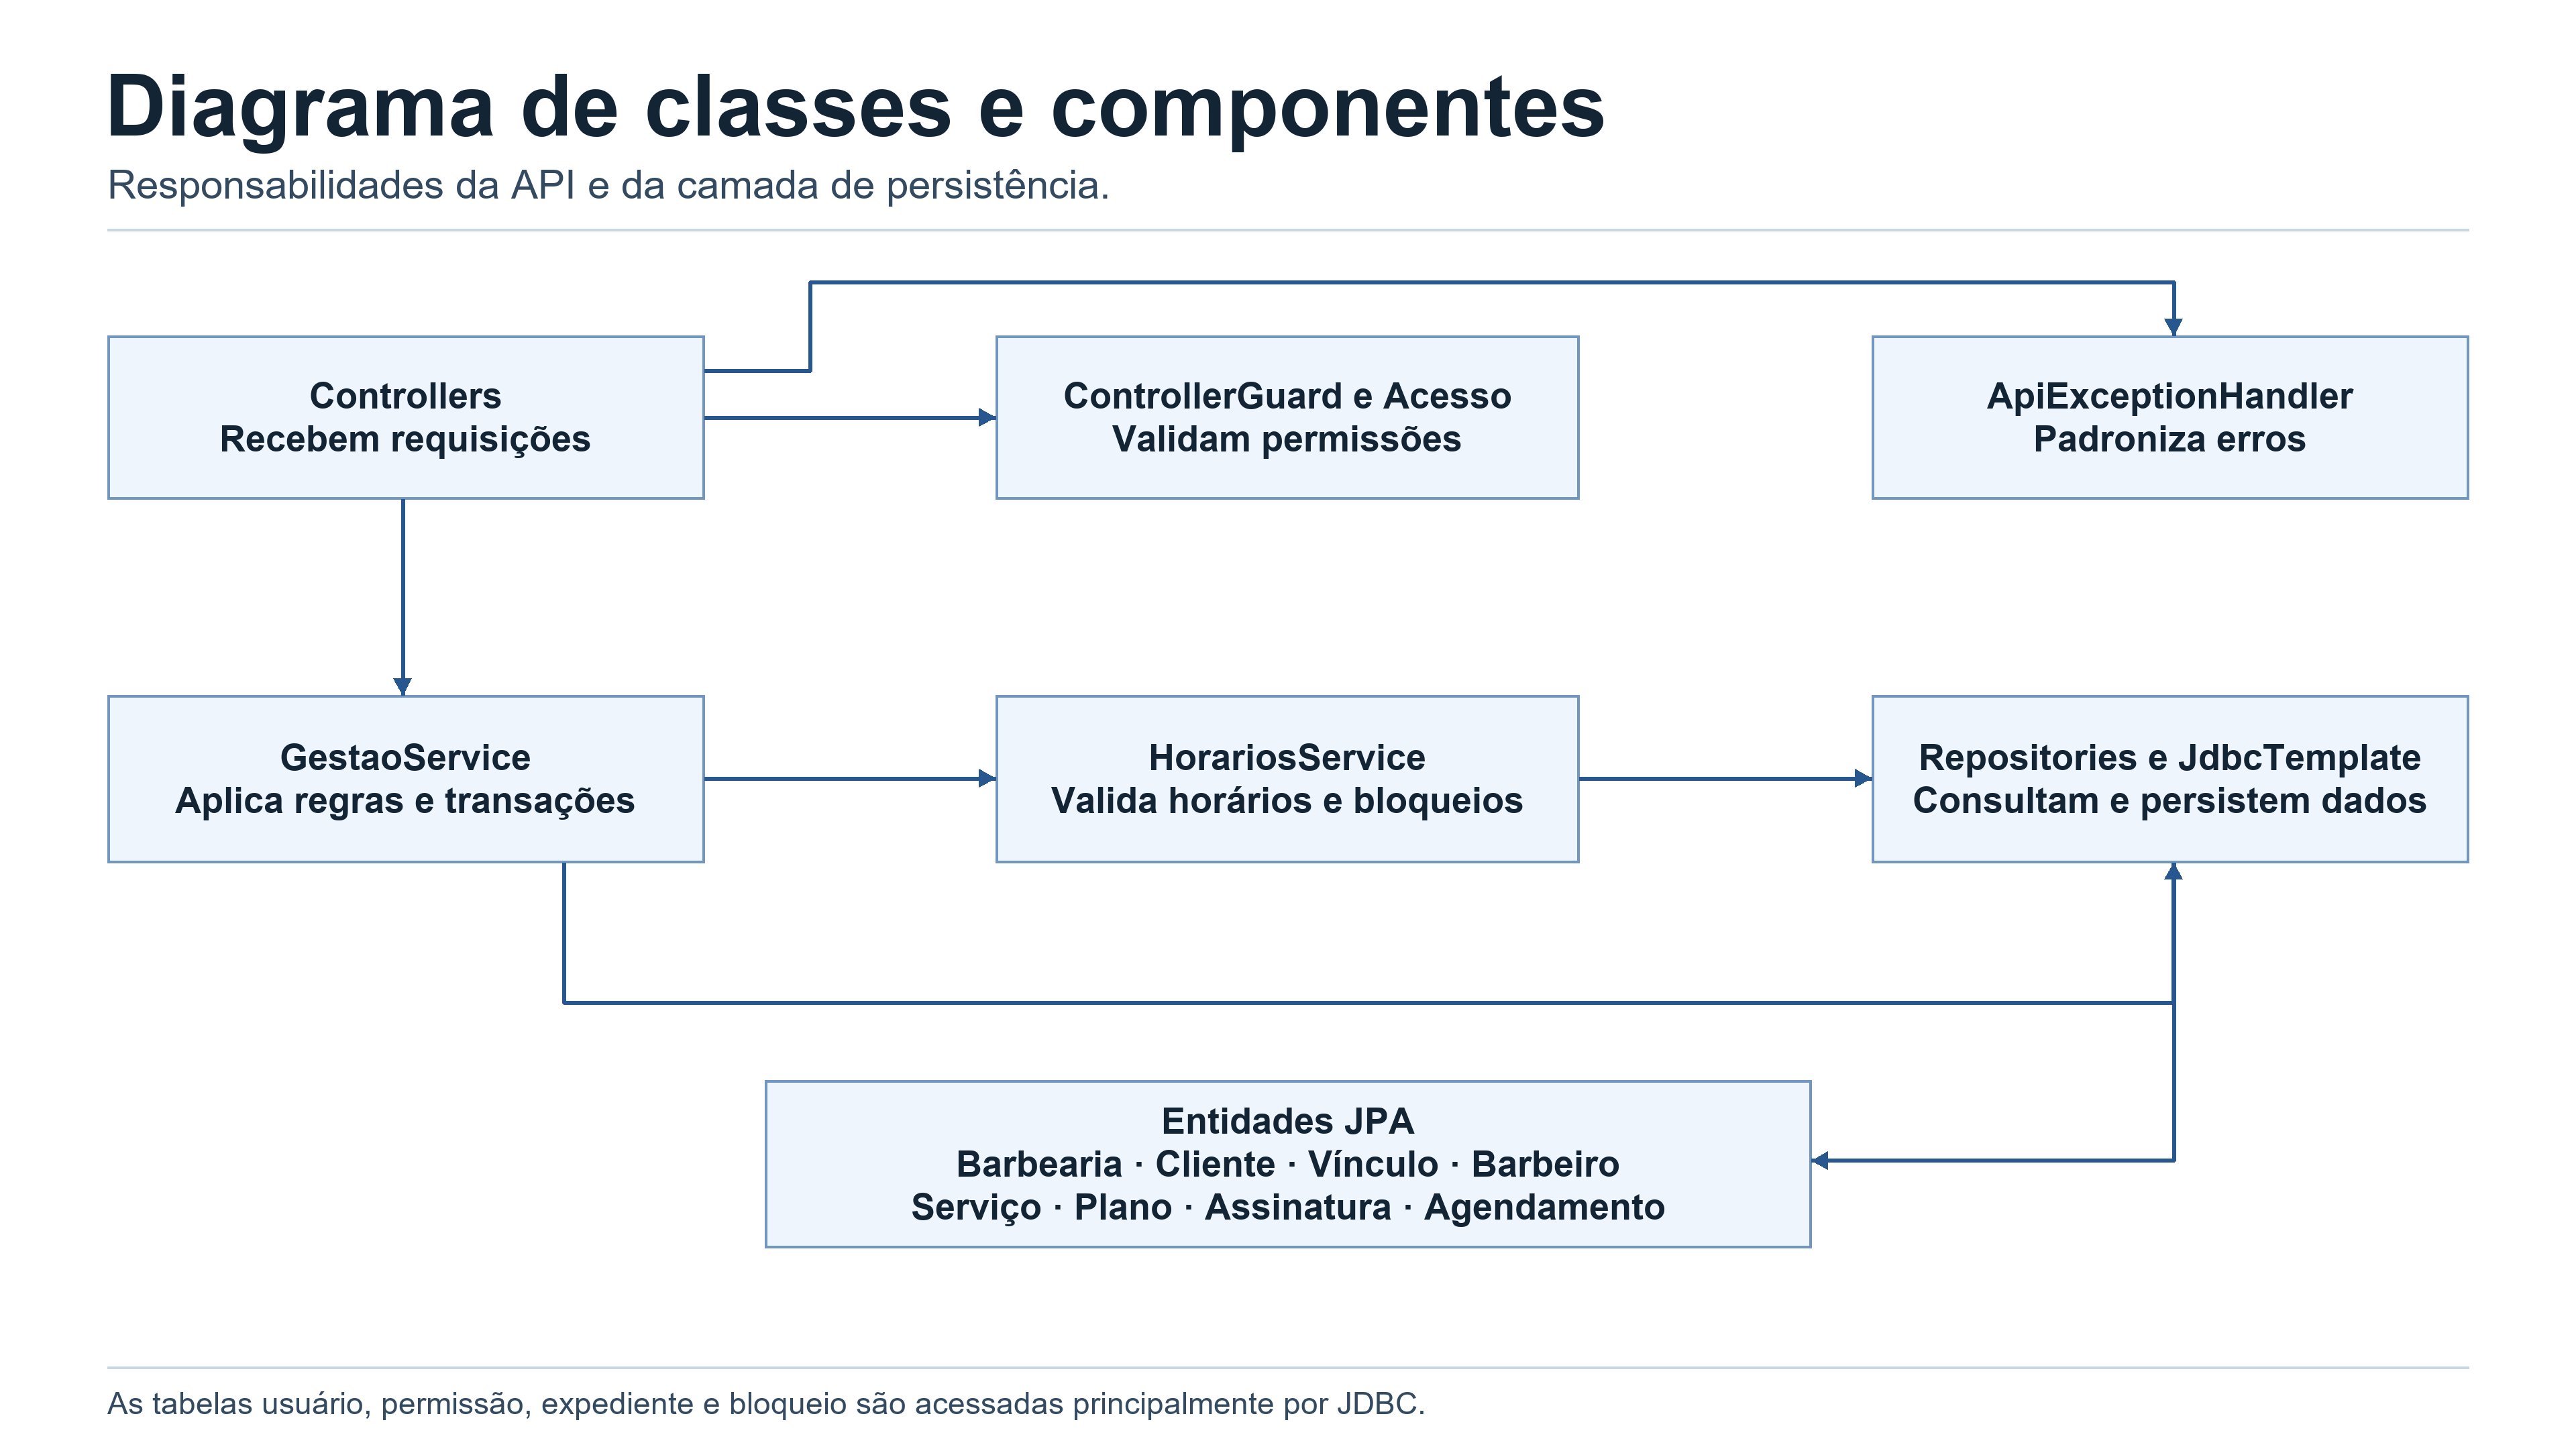 Diagrama de classes e componentes
Responsabilidades da API e da camada de persistência.
Controllers
Recebem requisições
ControllerGuard e Acesso
Validam permissões
ApiExceptionHandler
Padroniza erros
GestaoService
Aplica regras e transações
HorariosService
Valida horários e bloqueios
Repositories e JdbcTemplate
Consultam e persistem dados
Entidades JPA
Barbearia · Cliente · Vínculo · Barbeiro
Serviço · Plano · Assinatura · Agendamento
As tabelas usuário, permissão, expediente e bloqueio são acessadas principalmente por JDBC.